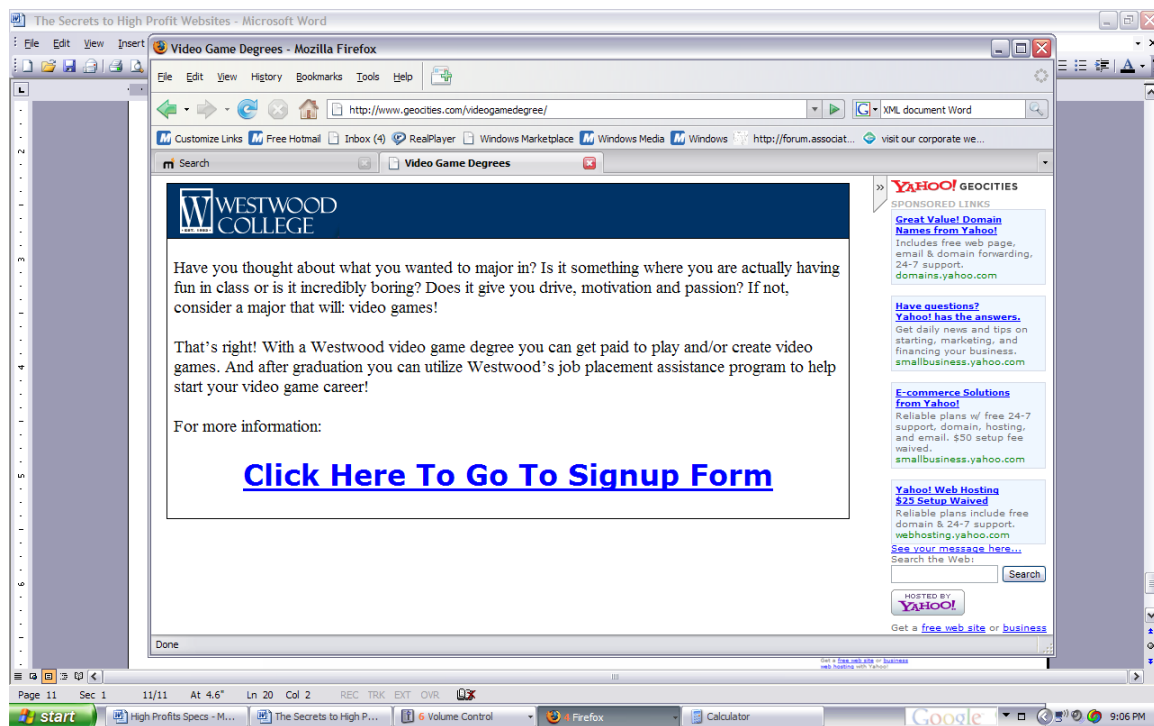 The Secrets to High Profit Websites - Microsoft Word
File Edit View Insert
Video Game Degrees - Mozilla Firefox
File Edit View History Bookmarks Tools Help
http://www.geocities.com/videogamedegree/
G XML document Word
Customize Links Free Hotmail Inbox (4) RealPlayer Windows Marketplace Windows Media Windows http://forum.associat... visit our corporate we...
Search
Video Game Degrees
WESTWOOD
COLLEGE
EST. 1953
Have you thought about what you wanted to major in? Is it something where you are actually having
fun in class or is it incredibly boring? Does it give you drive, motivation and passion? If not,
consider a major that will: video games!
That's right! With a Westwood video game degree you can get paid to play and/or create video
games. And after graduation you can utilize Westwood's job placement assistance program to help
start your video game career!
For more information:
Click Here To Go To Signup Form
YAHOO! GEOCITIES
SPONSORED LINKS
Great Value! Domain
Names from Yahoo!
Includes free web page,
email & domain forwarding,
24-7 support.
domains.yahoo.com
Have questions?
Yahoo! has the answers.
Get daily news and tips on
starting, marketing, and
financing your business.
smallbusiness.yahoo.com
E-commerce Solutions
from Yahoo!
Reliable plans w/ free 24-7
support, domain, hosting,
and email. $50 setup fee
waived.
smallbusiness.yahoo.com
Yahoo! Web Hosting
$25 Setup Waived
Reliable plans include free
domain & 24-7 support.
webhosting.yahoo.com
See your message here...
Search the Web:
Search
HOSTED BY
YAHOO!
Get a free web site or business
Done
Get a free web site or business
web hosting with Yahoo!
Page 11 Sec 1 11/11 At 4.6" Ln 20 Col 2 REC TRK EXT OVR
start High Profits Specs - M... The Secrets to High P... 6 Volume Control 4 Firefox Calculator Google 9:06 PM